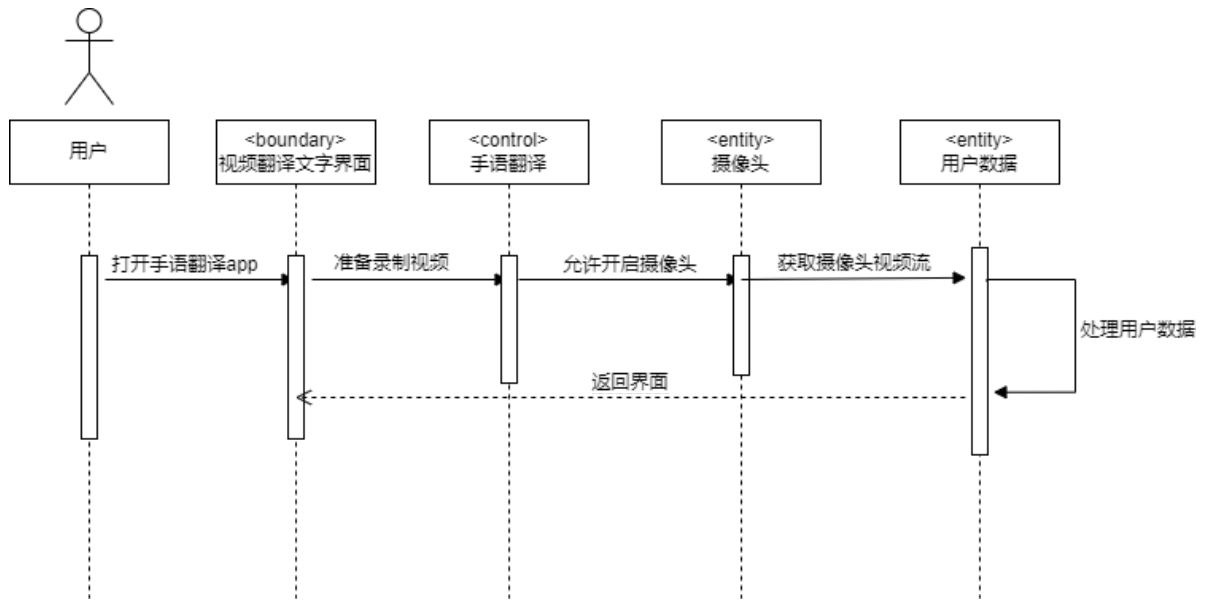 用户
<boundary>
视频翻译文字界面
<control>
手语翻译
<entity>
摄像头
<entity>
用户数据
打开手语翻译app
准备录制视频
允许开启摄像头
获取摄像头视频流
处理用户数据
返回界面